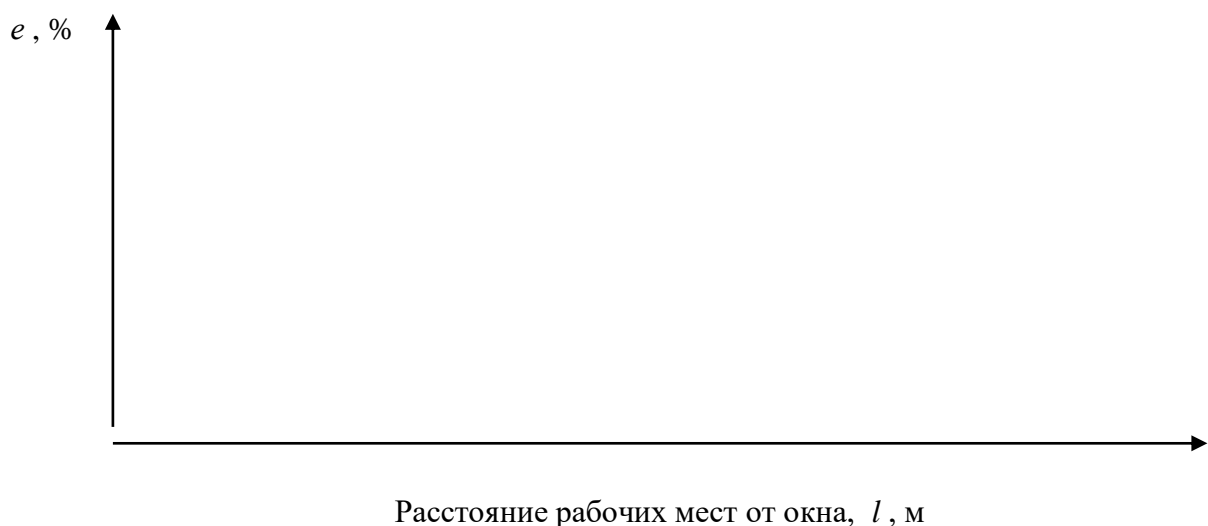 e , %
Расстояние рабочих мест от окна, l , м